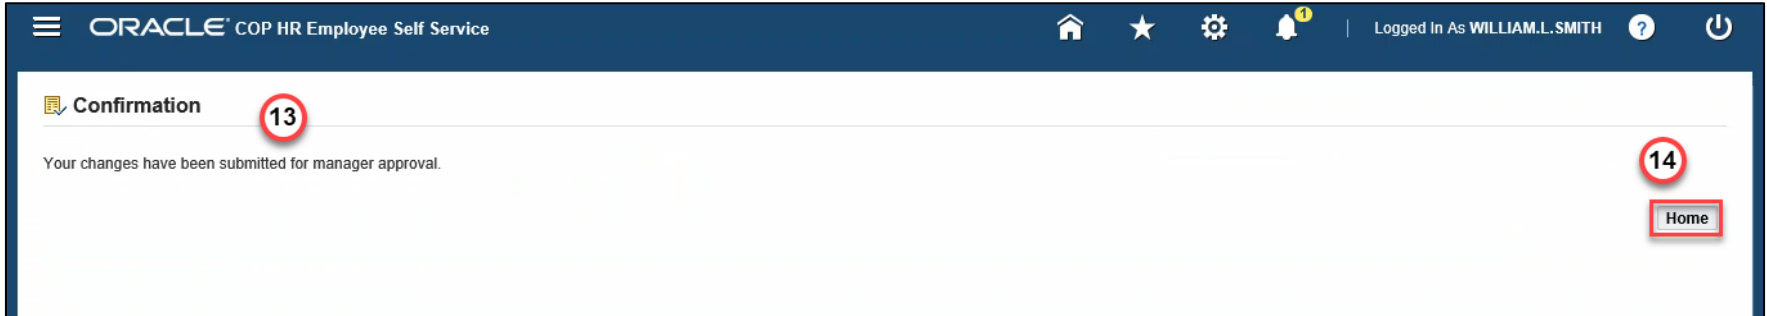 ORACLE COP HR Employee Self Service 1 | Logged In As WILLIAM.L.SMITH ?
Confirmation
13
Your changes have been submitted for manager approval.
14
Home